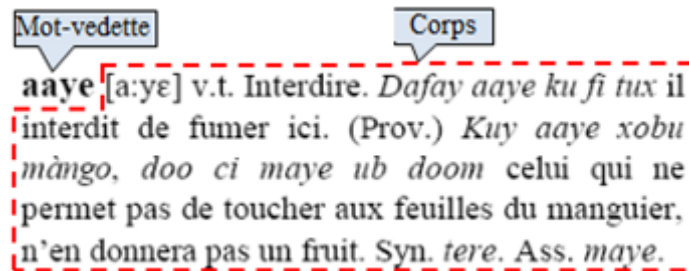 Mot-vedette
Corps
aaye [a:yɛ] v.t. Interdire. Dafay aaye ku fi tux il
interdit de fumer ici. (Prov.) Kuy aaye xobu
màngo, doo ci maye ub doom celui qui ne
permet pas de toucher aux feuilles du manguier,
n'en donnera pas un fruit. Syn. tere. Ass. maye.